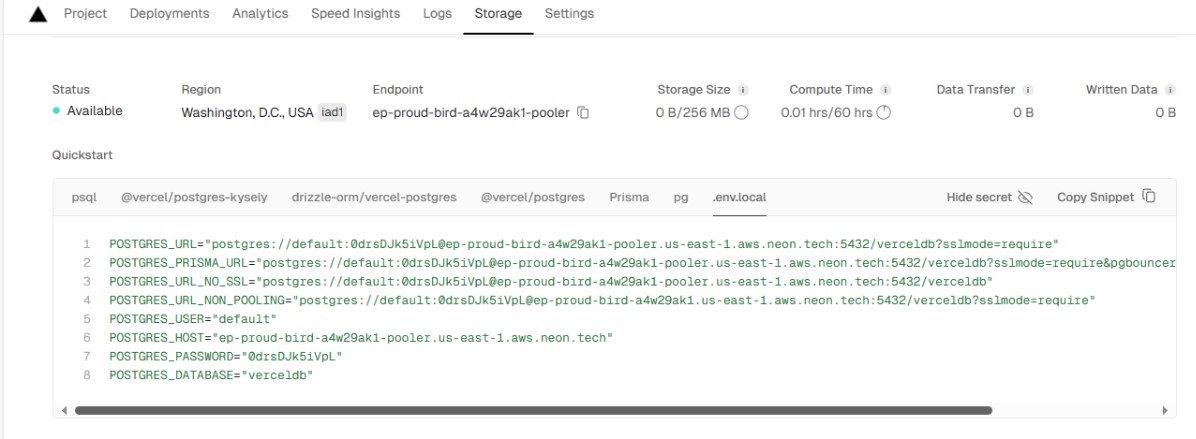 Project Deployments Analytics Speed Insights Logs Storage Settings
Status Region Endpoint Storage Size Compute Time Data Transfer Written Data
Available Washington, D.C., USA iad1 ep-proud-bird-a4w29ak1-pooler 0 B/256 MB 0.01 hrs/60 hrs 0 B 0 B
Quickstart
psql @vercel/postgres-kysely drizzle-orm/vercel-postgres @vercel/postgres Prisma pg .env.local Hide secret Copy Snippet
1 POSTGRES_URL="postgres://default:0drsDJk5iVpL@ep-proud-bird-a4w29ak1-pooler.us-east-1.aws.neon.tech:5432/verceldb?sslmode=require"
2 POSTGRES_PRISMA_URL="postgres://default:0drsDJk5iVpL@ep-proud-bird-a4w29ak1-pooler.us-east-1.aws.neon.tech:5432/verceldb?sslmode=require&pgbouncer
3 POSTGRES_URL_NO_SSL="postgres://default:0drsDJk5iVpL@ep-proud-bird-a4w29ak1-pooler.us-east-1.aws.neon.tech:5432/verceldb"
4 POSTGRES_URL_NON_POOLING="postgres://default:0drsDJk5iVpL@ep-proud-bird-a4w29ak1.us-east-1.aws.neon.tech:5432/verceldb?sslmode=require"
5 POSTGRES_USER="default"
6 POSTGRES_HOST="ep-proud-bird-a4w29ak1-pooler.us-east-1.aws.neon.tech"
7 POSTGRES_PASSWORD="0drsDJk5iVpL"
8 POSTGRES_DATABASE="verceldb"